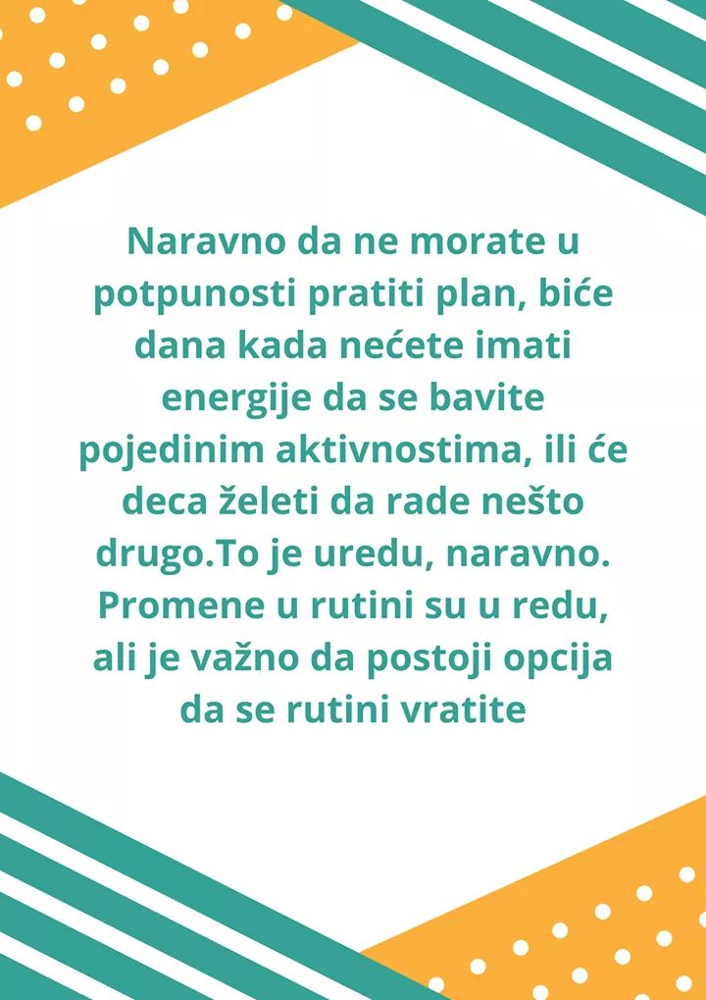 Naravno da ne morate u
potpunosti pratiti plan, biće
dana kada nećete imati
energije da se bavite
pojedinim aktivnostima, ili će
deca želeti da rade nešto
drugo.To je uredu, naravno.
Promene u rutini su u redu,
ali je važno da postoji opcija
da se rutini vratite